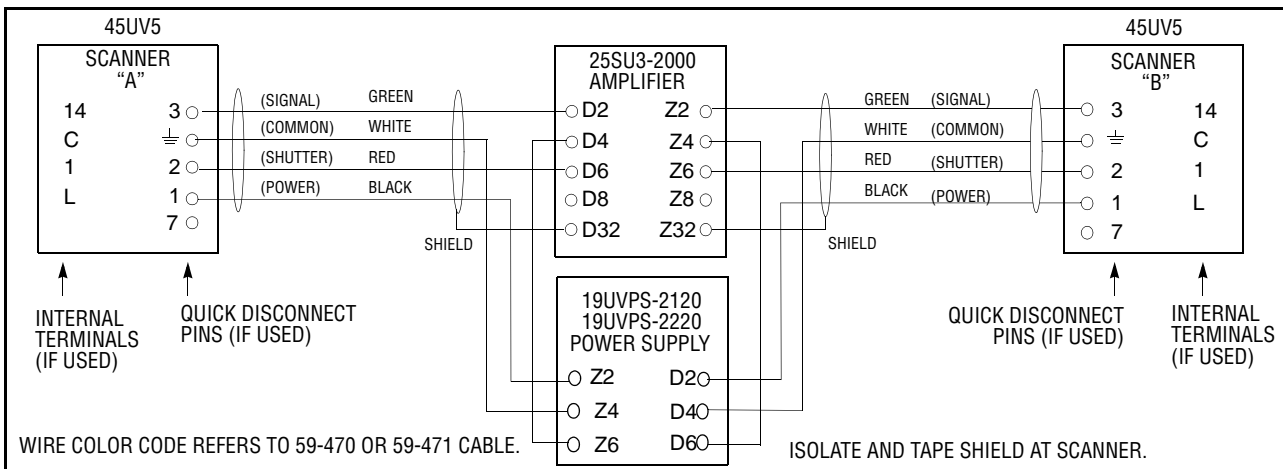 45UV5
SCANNER
"A"
14 3
C ⏚
1 2
L 1
7
(SIGNAL) GREEN
(COMMON) WHITE
(SHUTTER) RED
(POWER) BLACK
SHIELD
INTERNAL
TERMINALS
(IF USED)
QUICK DISCONNECT
PINS (IF USED)
25SU3-2000
AMPLIFIER
D2 Z2
D4 Z4
D6 Z6
D8 Z8
D32 Z32
19UVPS-2120
19UVPS-2220
POWER SUPPLY
Z2 D2
Z4 D4
Z6 D6
45UV5
SCANNER
"B"
3 14
⏚ C
2 1
1 L
7
GREEN (SIGNAL)
WHITE (COMMON)
RED (SHUTTER)
BLACK (POWER)
SHIELD
QUICK DISCONNECT
PINS (IF USED)
INTERNAL
TERMINALS
(IF USED)
WIRE COLOR CODE REFERS TO 59-470 OR 59-471 CABLE.
ISOLATE AND TAPE SHIELD AT SCANNER.